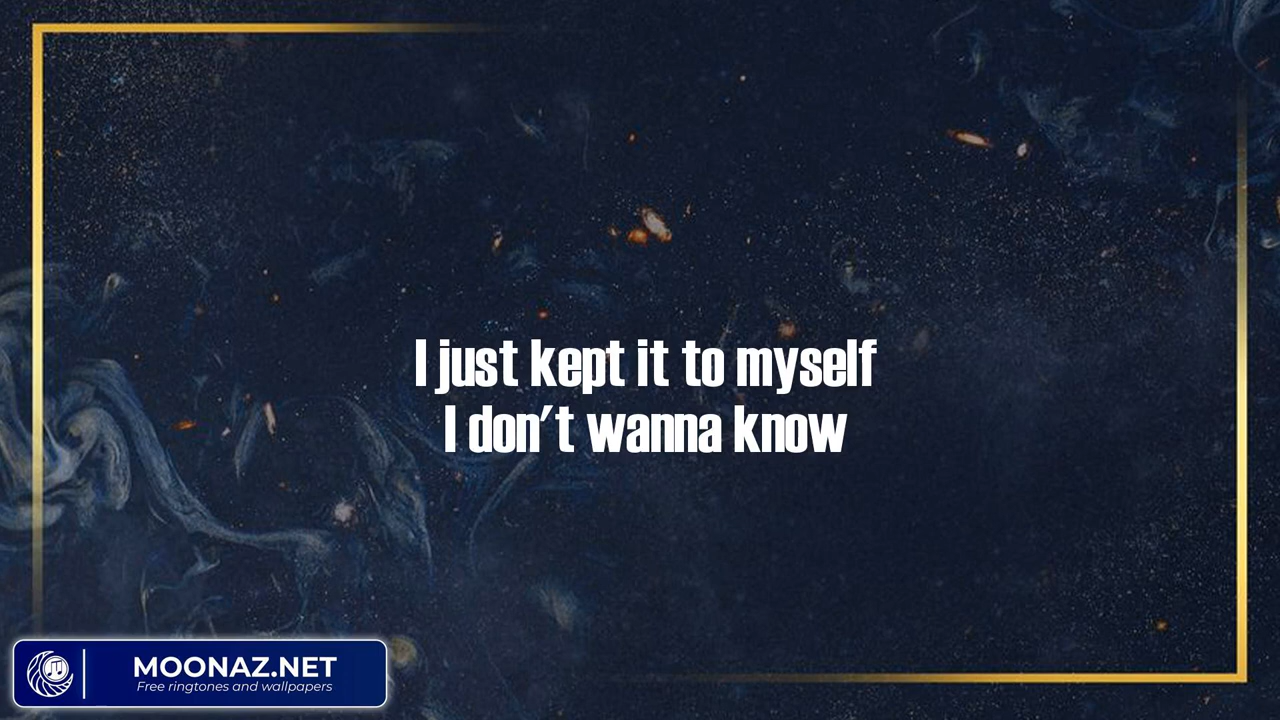 I just kept it to myself
I don't wanna know
MOONAZ.NET
Free ringtones and wallpapers